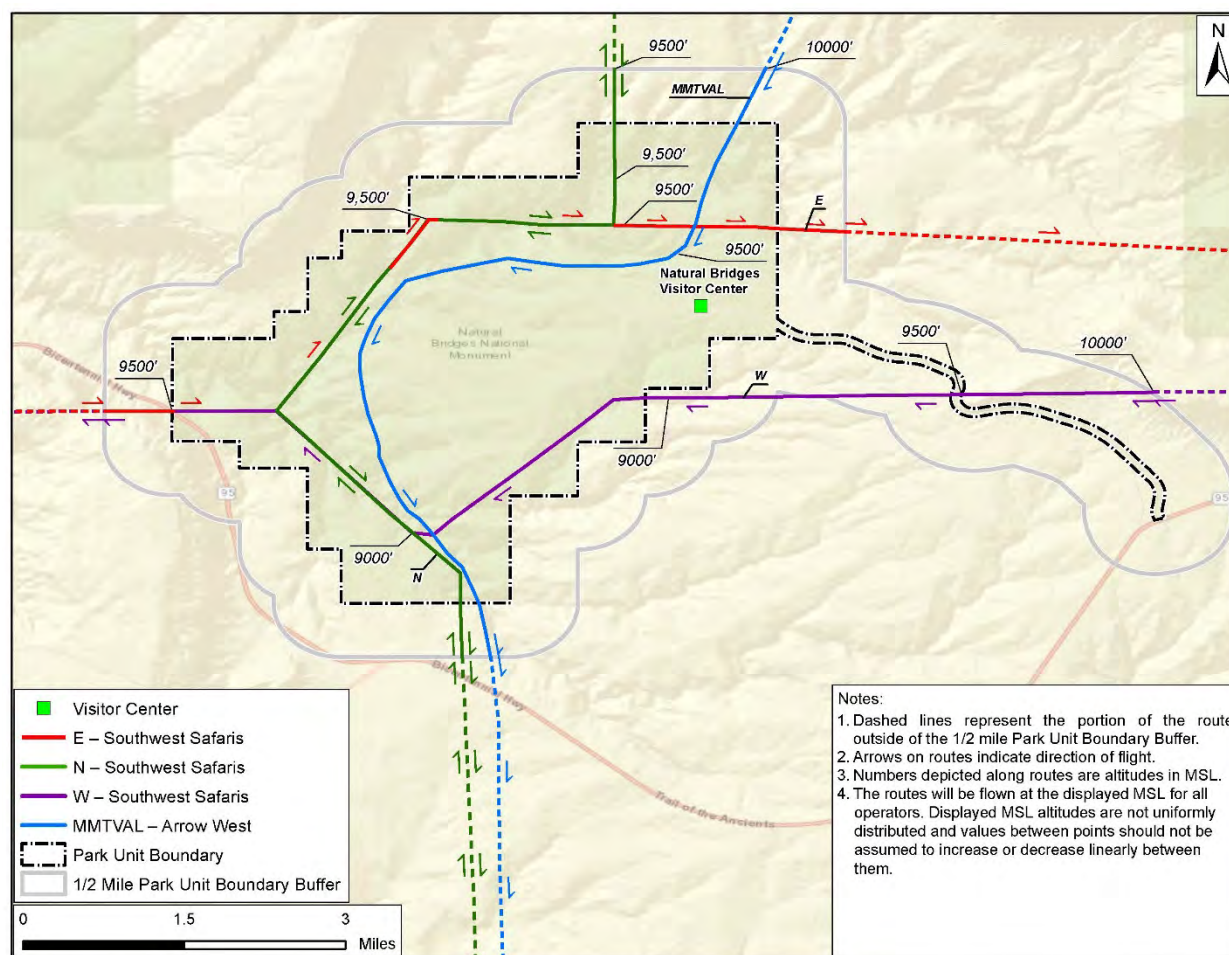 N
9500'
10000'
MMTVAL
9,500'
9500'
9,500'
E
9500'
Natural Bridges
Visitor Center
Natural
Bridges National
Monument
9500'
10000'
9500'
Bicentennial Hwy
W
9000'
95
95
9000'
N
Bicentennial Hwy
Trail of the Ancients
Visitor Center
E – Southwest Safaris
N – Southwest Safaris
W – Southwest Safaris
MMTVAL – Arrow West
Park Unit Boundary
1/2 Mile Park Unit Boundary Buffer
0 1.5 3
Miles
Notes:
1. Dashed lines represent the portion of the route
outside of the 1/2 mile Park Unit Boundary Buffer.
2. Arrows on routes indicate direction of flight.
3. Numbers depicted along routes are altitudes in MSL.
4. The routes will be flown at the displayed MSL for all
operators. Displayed MSL altitudes are not uniformly
distributed and values between points should not be
assumed to increase or decrease linearly between
them.